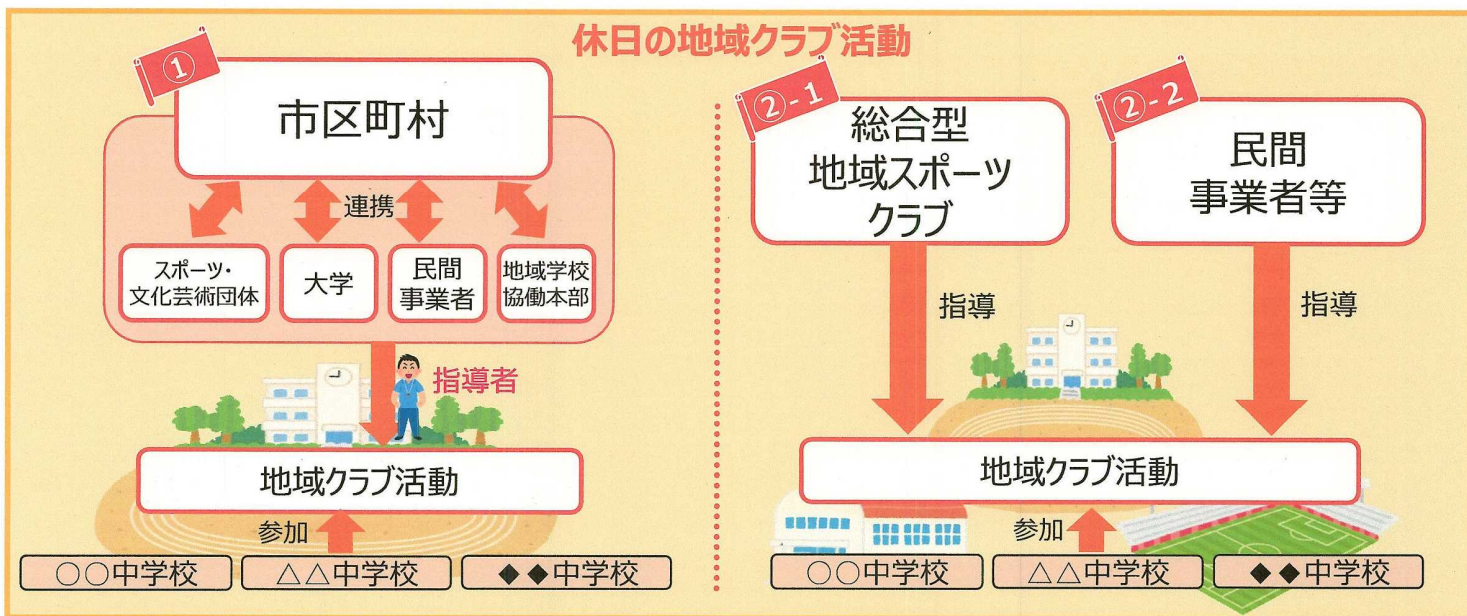 休日の地域クラブ活動
①
市区町村
連携
スポーツ・
文化芸術団体
大学
民間
事業者
地域学校
協働本部
指導者
地域クラブ活動
参加
○○中学校
△△中学校
◆◆中学校
②-1
総合型
地域スポーツ
クラブ
②-2
民間
事業者等
指導
指導
地域クラブ活動
参加
○○中学校
△△中学校
◆◆中学校